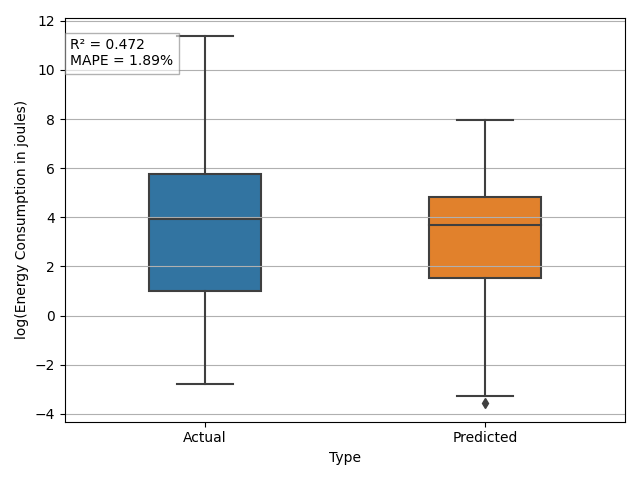 R² = 0.472
MAPE = 1.89%
log(Energy Consumption in joules)
12
10
8
6
4
2
0
−2
−4
Actual
Predicted
Type